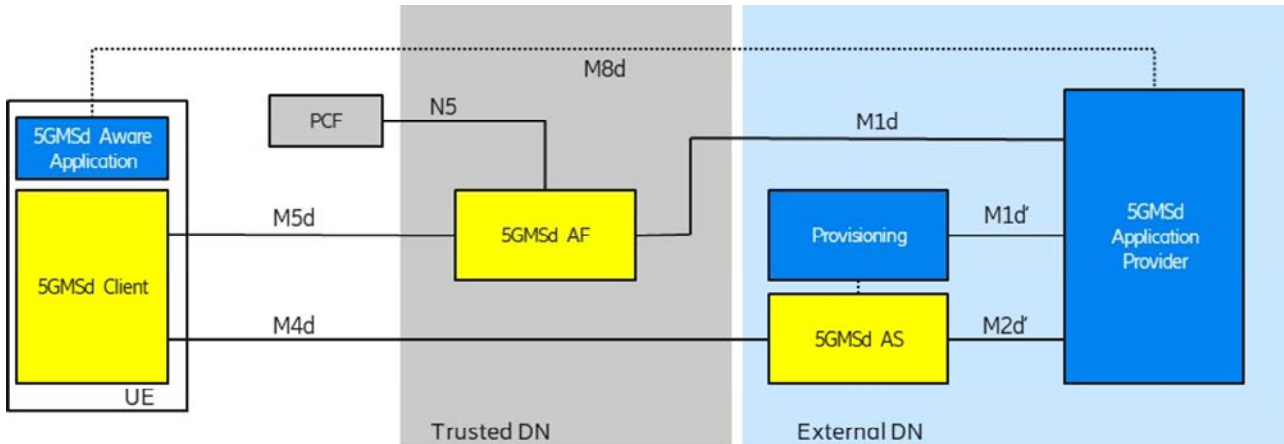 M8d
PCF
N5
M1d
5GMSd Aware
Application
M5d
5GMSd AF
Provisioning
M1d'
5GMSd
Application
Provider
5GMSd Client
M4d
5GMSd AS
M2d'
UE
Trusted DN
External DN